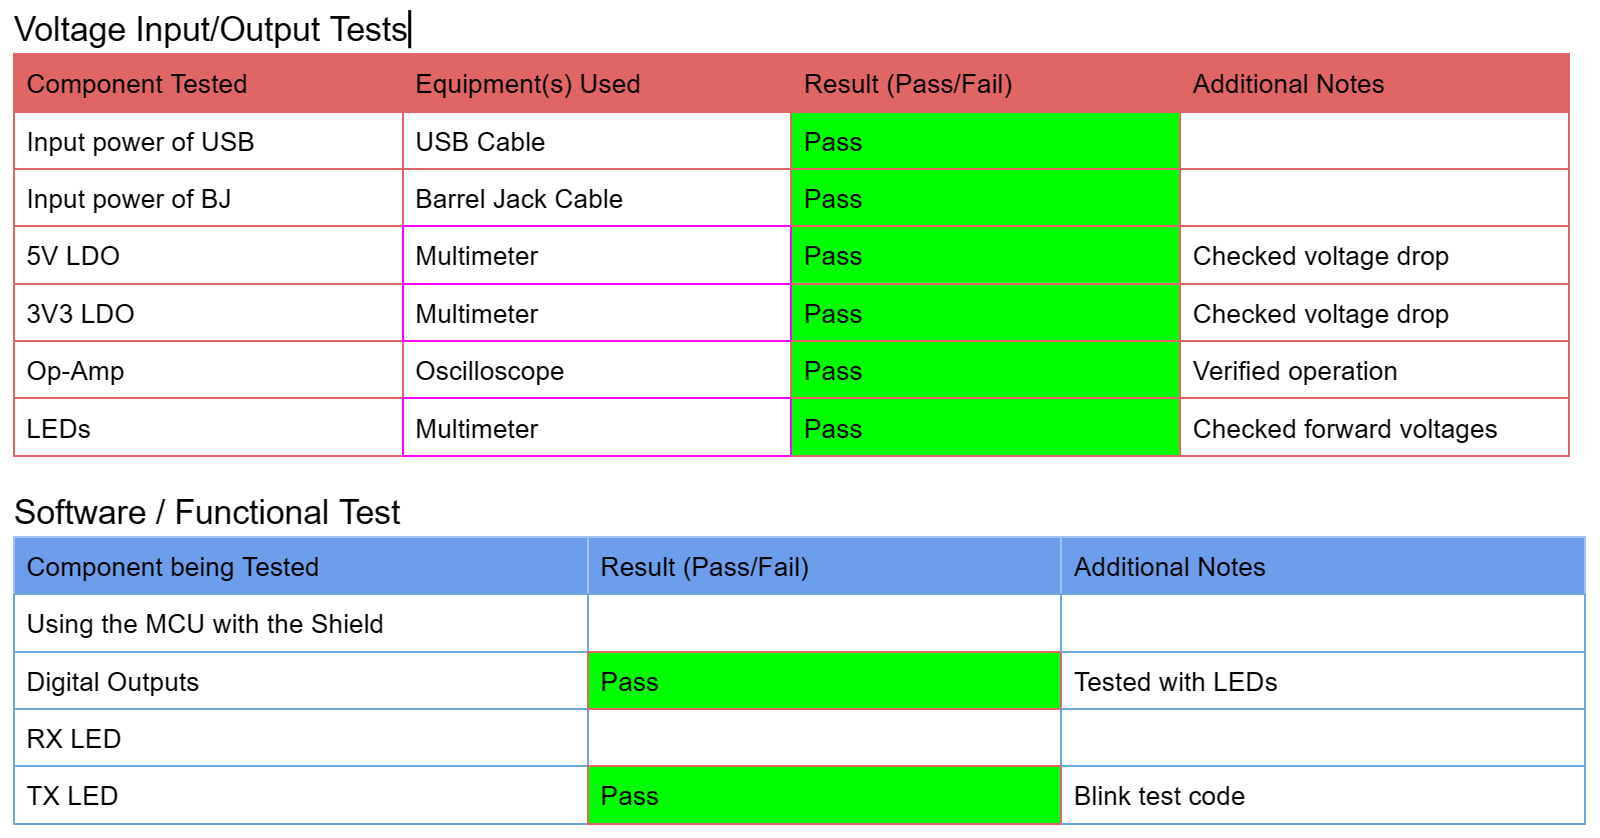 Voltage Input/Output Tests
Component Tested Equipment(s) Used Result (Pass/Fail) Additional Notes
Input power of USB USB Cable Pass
Input power of BJ Barrel Jack Cable Pass
5V LDO Multimeter Pass Checked voltage drop
3V3 LDO Multimeter Pass Checked voltage drop
Op-Amp Oscilloscope Pass Verified operation
LEDs Multimeter Pass Checked forward voltages
Software / Functional Test
Component being Tested Result (Pass/Fail) Additional Notes
Using the MCU with the Shield
Digital Outputs Pass Tested with LEDs
RX LED
TX LED Pass Blink test code